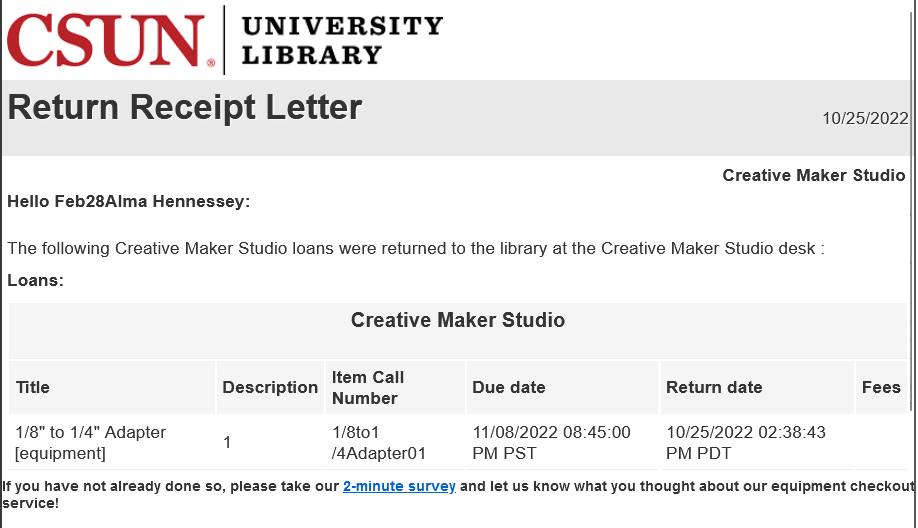 CSUN® UNIVERSITY
LIBRARY
Return Receipt Letter
10/25/2022
Creative Maker Studio
Hello Feb28Alma Hennessey:
The following Creative Maker Studio loans were returned to the library at the Creative Maker Studio desk :
Loans:
Creative Maker Studio
Title Description Item Call Number Due date Return date Fees
1/8" to 1/4" Adapter 1 1/8to1 11/08/2022 08:45:00 10/25/2022 02:38:43
[equipment] /4Adapter01 PM PST PM PDT
If you have not already done so, please take our 2-minute survey and let us know what you thought about our equipment checkout
service!